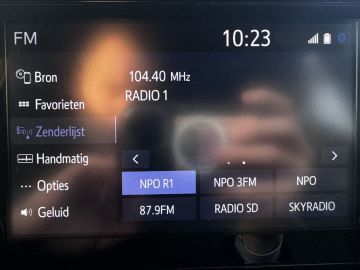 FM 10:23
Bron
104.40 MHz
RADIO 1
Favorieten
Zenderlijst
Handmatig
Opties
Geluid
NPO R1 NPO 3FM NPO
87.9FM RADIO SD SKYRADIO